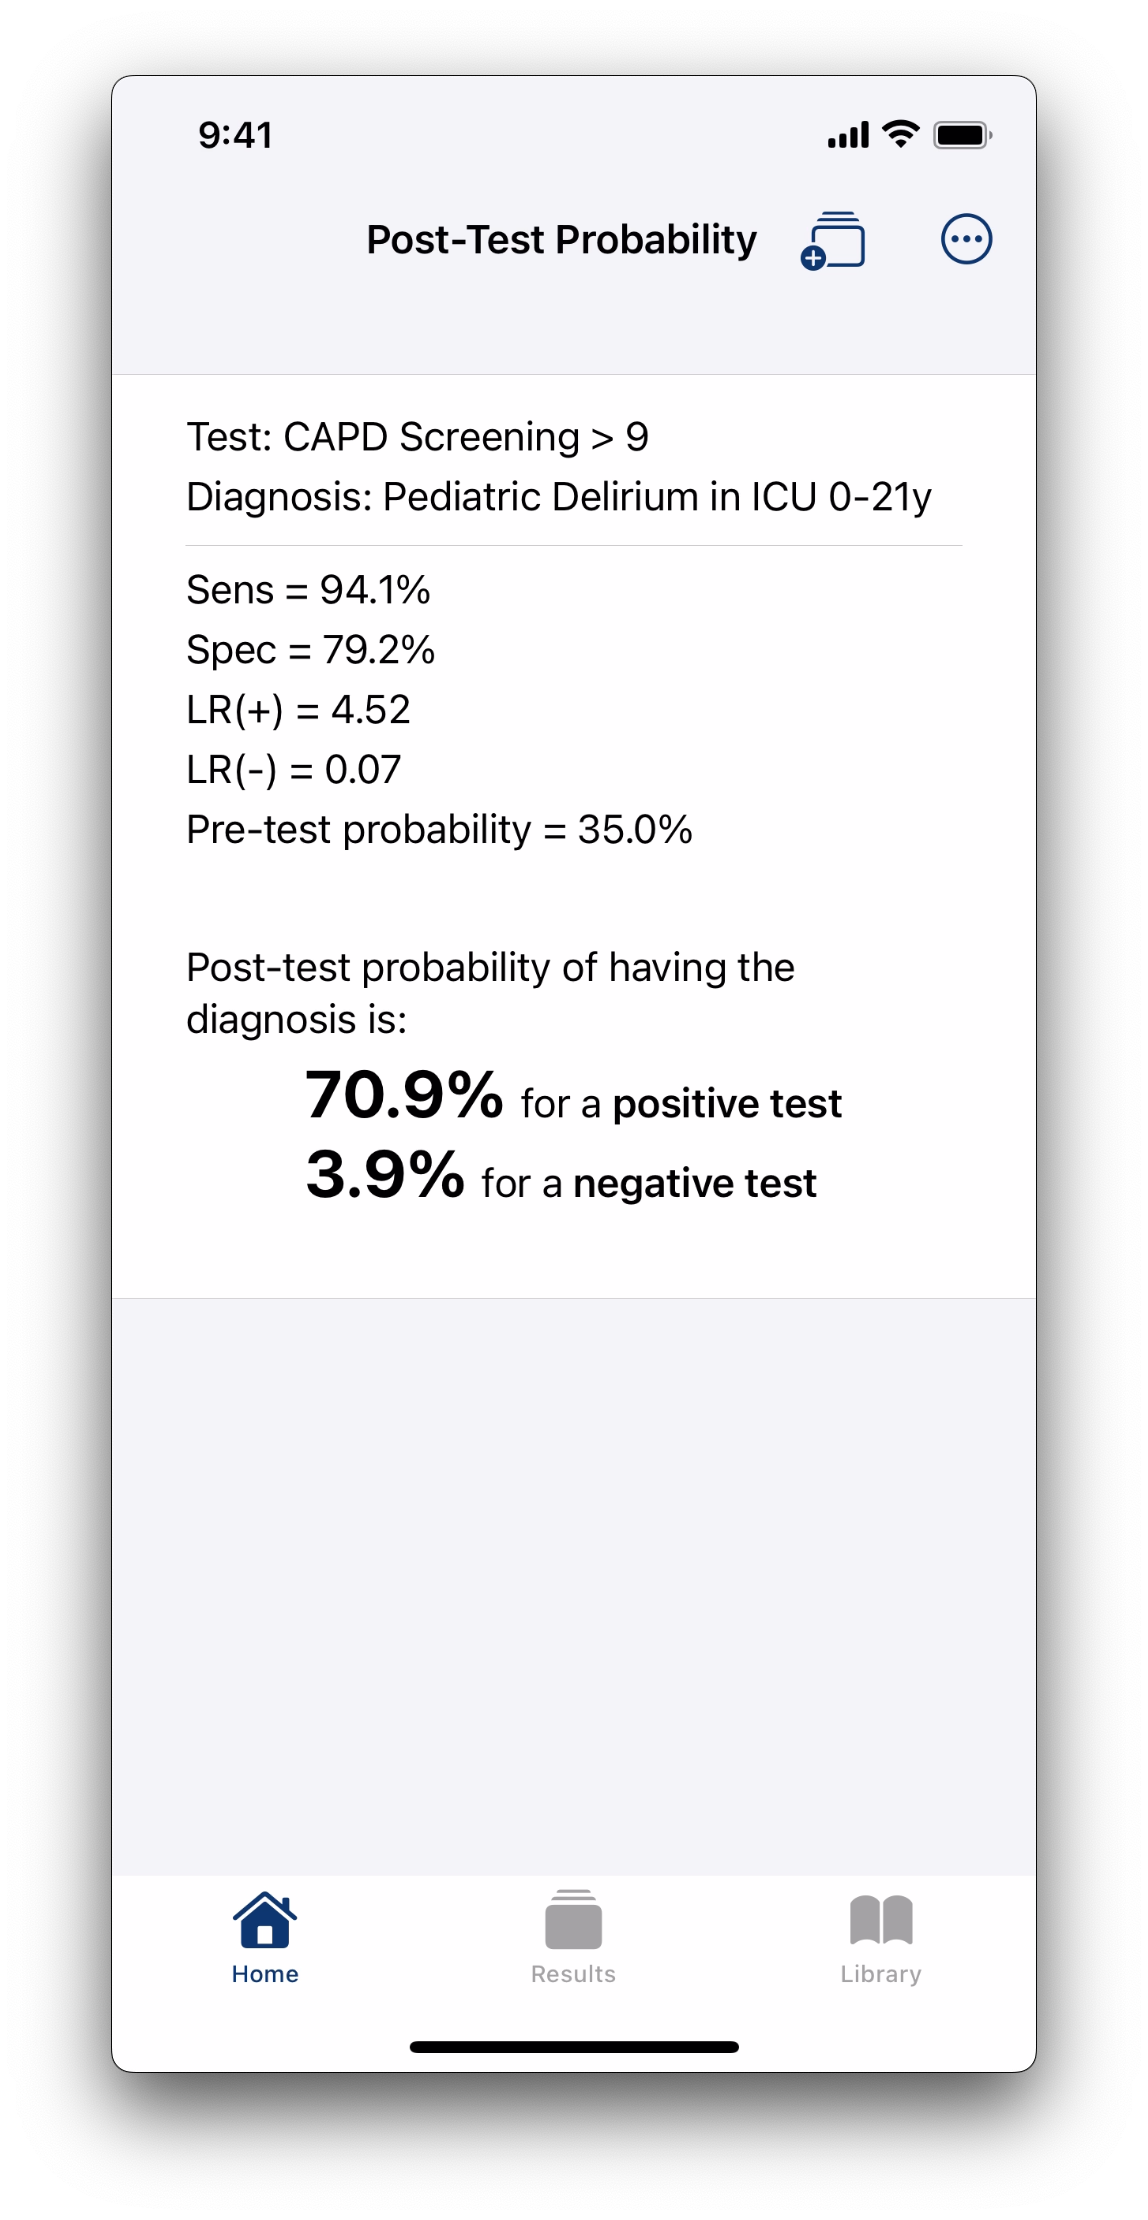 9:41
Post-Test Probability
Test: CAPD Screening > 9
Diagnosis: Pediatric Delirium in ICU 0-21y
Sens = 94.1%
Spec = 79.2%
LR(+) = 4.52
LR(-) = 0.07
Pre-test probability = 35.0%
Post-test probability of having the
diagnosis is:
70.9% for a positive test
3.9% for a negative test
Home
Results
Library